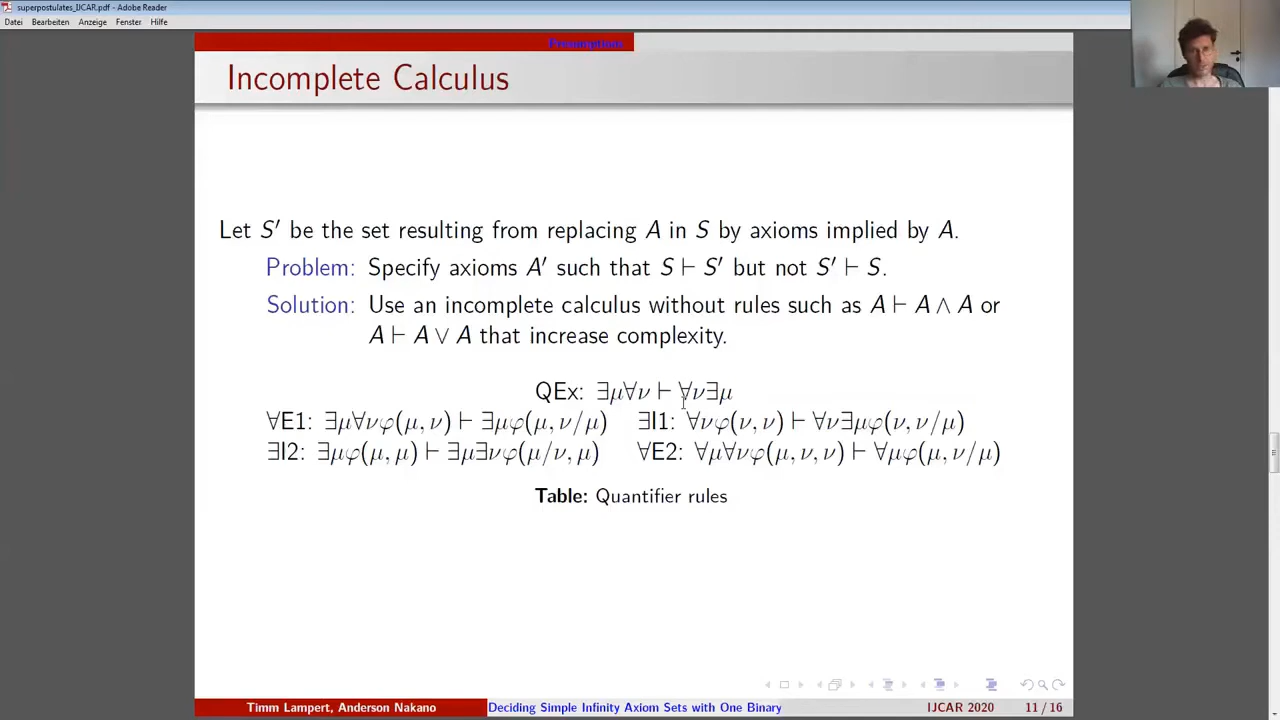 superpostulates_IJCAR.pdf - Adobe Reader
Datei Bearbeiten Anzeige Fenster Hilfe
Presumptions
Incomplete Calculus
Let S′ be the set resulting from replacing A in S by axioms implied by A.
Problem: Specify axioms A′ such that S ⊢ S′ but not S′ ⊢ S.
Solution: Use an incomplete calculus without rules such as A ⊢ A ∧ A or
A ⊢ A ∨ A that increase complexity.
QEx: ∃μ∀ν ⊢ ∀ν∃μ
∀E1: ∃μ∀νφ(μ, ν) ⊢ ∃μφ(μ, ν/μ) ∃I1: ∀νφ(ν, ν) ⊢ ∀ν∃μφ(ν, ν/μ)
∃I2: ∃μφ(μ, μ) ⊢ ∃μ∃νφ(μ/ν, μ) ∀E2: ∀μ∀νφ(μ, ν, ν) ⊢ ∀μφ(μ, ν/μ)
Table: Quantifier rules
Timm Lampert, Anderson Nakano Deciding Simple Infinity Axiom Sets with One Binary IJCAR 2020 11 / 16